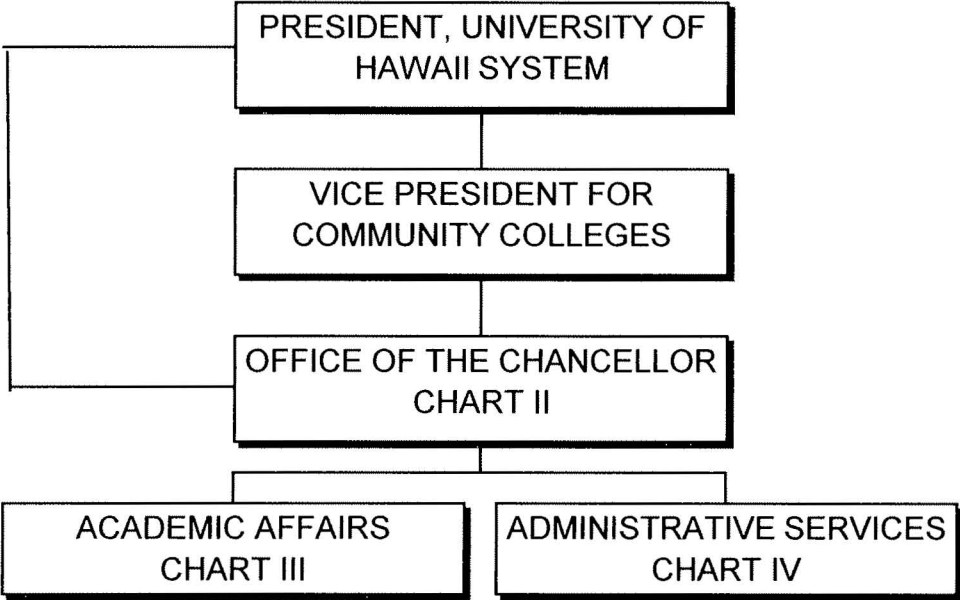 PRESIDENT, UNIVERSITY OF
HAWAII SYSTEM
VICE PRESIDENT FOR
COMMUNITY COLLEGES
OFFICE OF THE CHANCELLOR
CHART II
ACADEMIC AFFAIRS
CHART III
ADMINISTRATIVE SERVICES
CHART IV